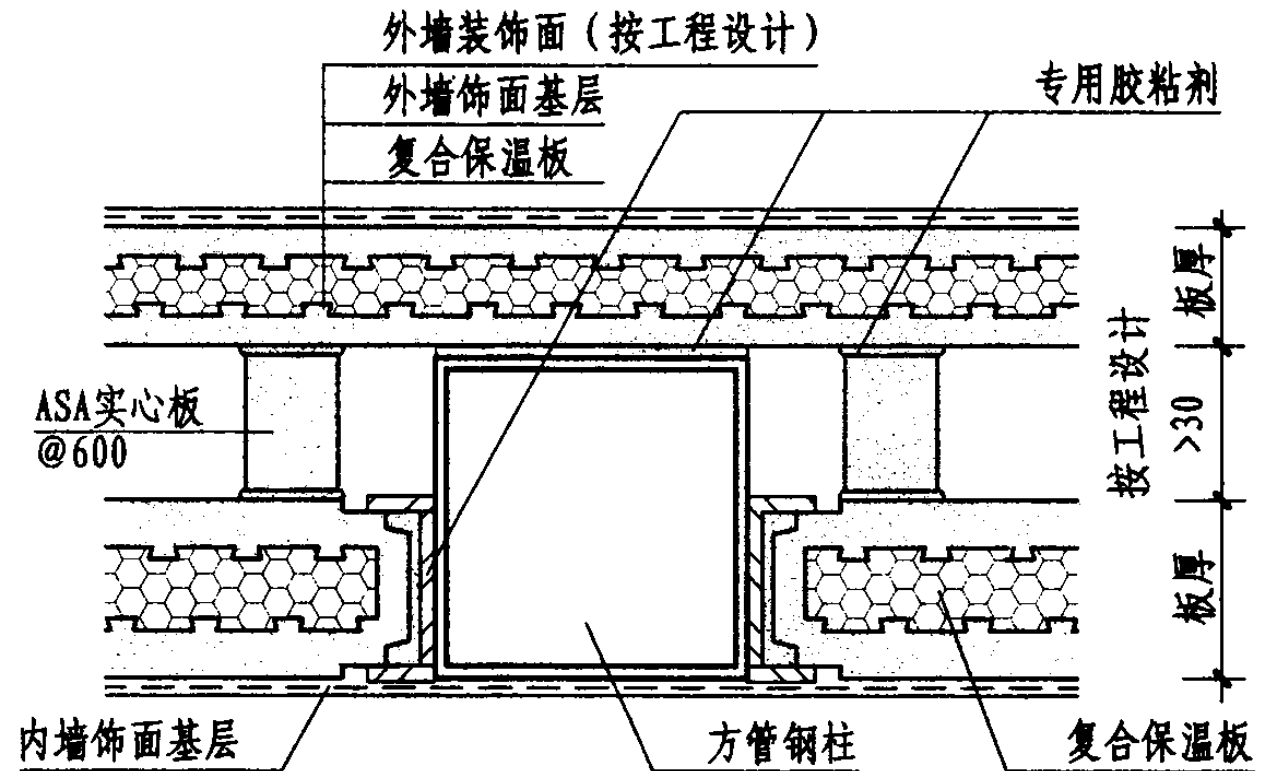 外墙装饰面（按工程设计）
外墙饰面基层
复合保温板
专用胶粘剂
ASA实心板
@600
板厚
>30
板厚
按工程设计
内墙饰面基层
方管钢柱
复合保温板